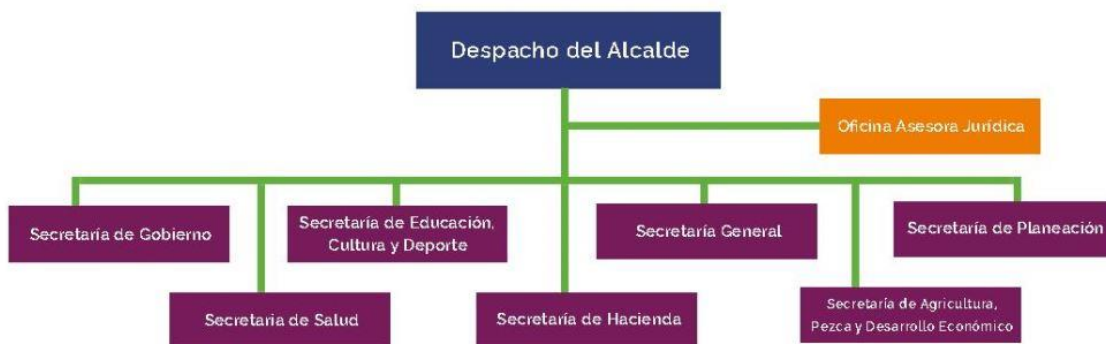 Despacho del Alcalde
Oficina Asesora Jurídica
Secretaría de Gobierno
Secretaría de Educación,
Cultura y Deporte
Secretaría General
Secretaría de Planeación
Secretaría de Salud
Secretaría de Hacienda
Secretaría de Agricultura,
Pezca y Desarrollo Económico